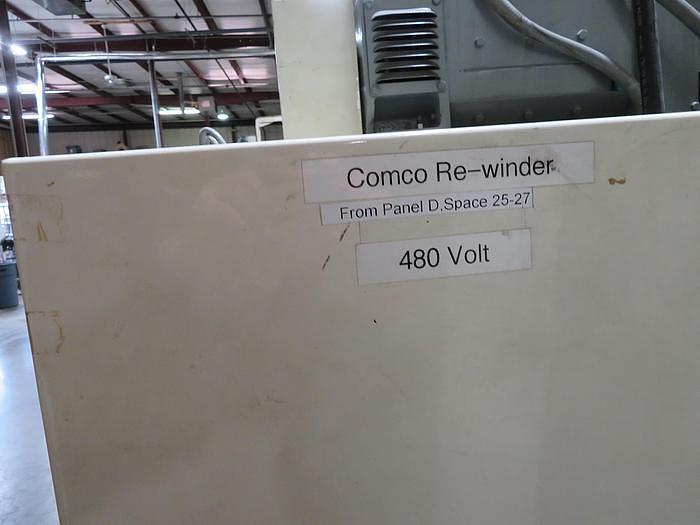 Comco Re-winder
From Panel D,Space 25-27
480 Volt